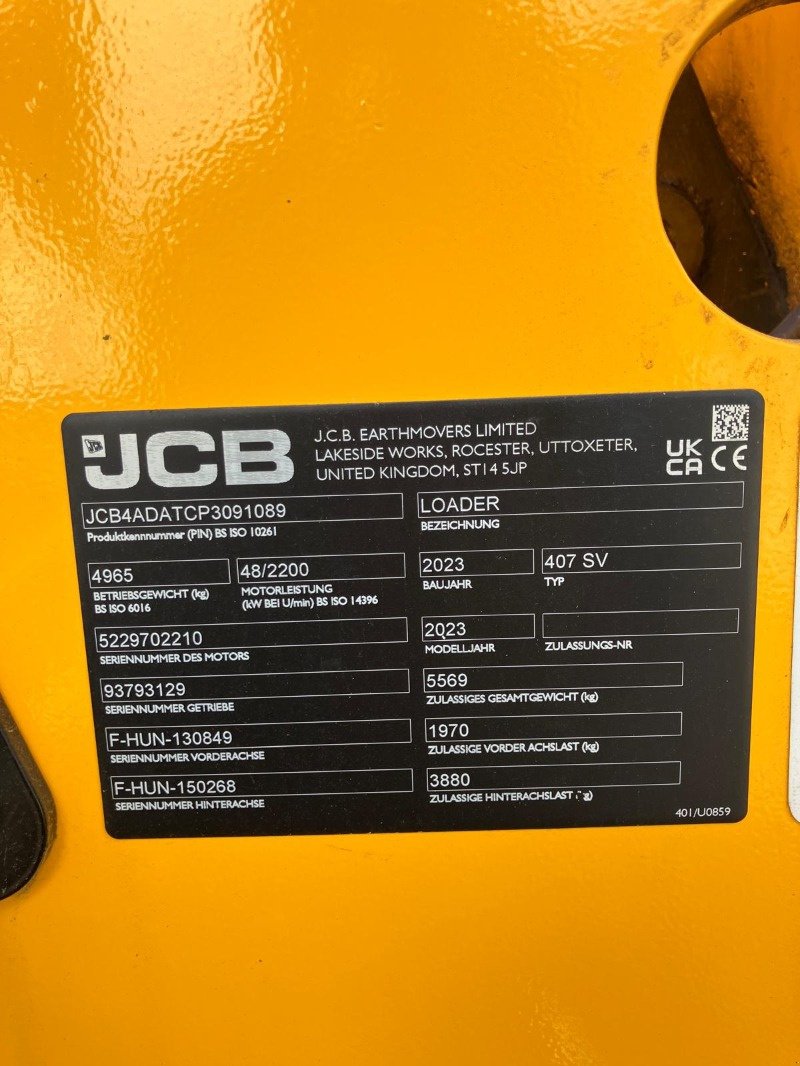 JCB
J.C.B. EARTHMOVERS LIMITED
LAKESIDE WORKS, ROCESTER, UTTOXETER,
UNITED KINGDOM, ST14 5JP
UK
CA CE
JCB4ADATCP3091089
Produktkennnummer (PIN) BS ISO 10261
LOADER
BEZEICHNUNG
4965
BETRIEBSGEWICHT (kg)
BS ISO 6016
48/2200
MOTORLEISTUNG
(kW BEI U/min) BS ISO 14396
2023
BAUJAHR
407 SV
TYP
5229702210
SERIENNUMMER DES MOTORS
2023
MODELLJAHR
ZULASSUNGS-NR
93793129
SERIENNUMMER GETRIEBE
5569
ZULASSIGES GESAMTGEWICHT (kg)
F-HUN-130849
SERIENNUMMER VORDERACHSE
1970
ZULASSIGE VORDER ACHSLAST (kg)
F-HUN-150268
SERIENNUMMER HINTERACHSE
3880
ZULASSIGE HINTERACHSLAST (kg)
401/U0859